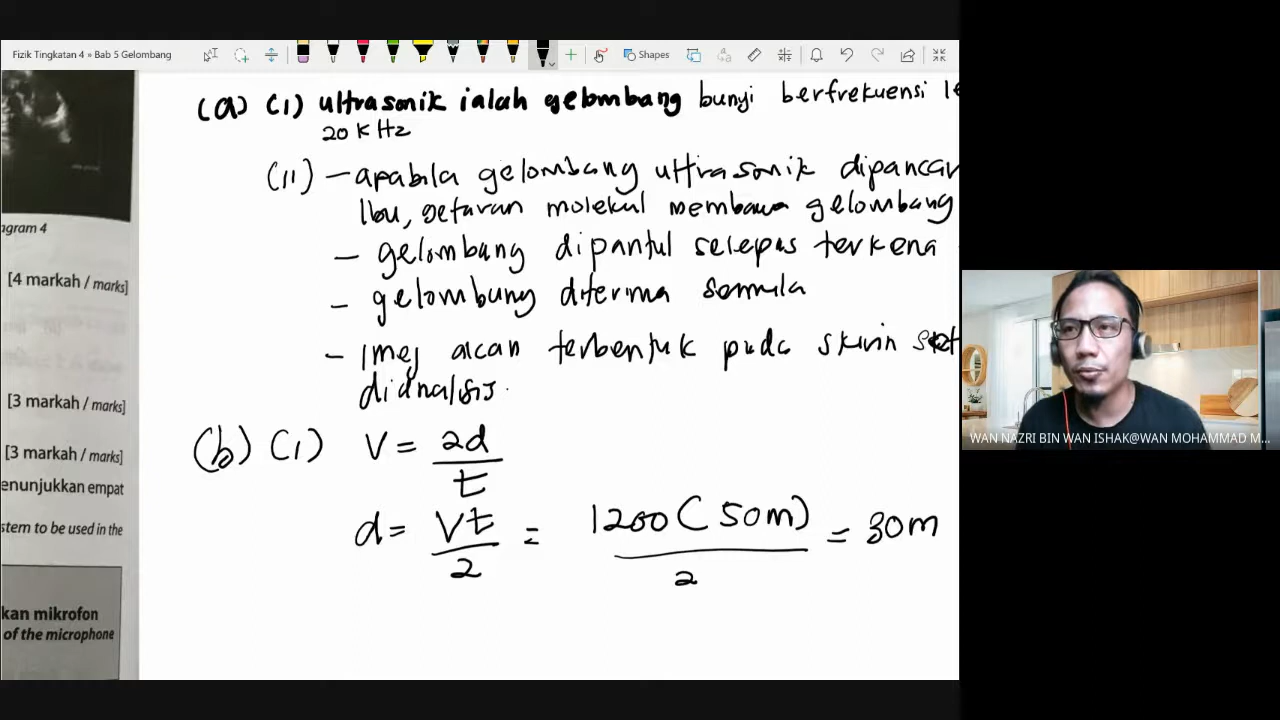 Fizik Tingkatan 4 » Bab 5 Gelombang
Shapes
(a) (i) ultrasonik ialah gelombang bunyi berfrekuensi le
20 kHz
(ii) - apabila gelombang ultrasonik dipancar
Ibu, getaran molekul membawa gelombang
- gelombang dipantul selepas terkena
- gelombang diterima semula
- imej akan terbentuk pada skrin
dianalisis.
(b) (i) V = 2d / t
d = Vt / 2 = 1200 (50m) / 2 = 30m
agram 4
[4 markah / marks]
[3 markah / marks]
[3 markah / marks]
enunjukkan empat
stem to be used in the
kan mikrofon
of the microphone
WAN NAZRI BIN WAN ISHAK@WAN MOHAMMAD M...